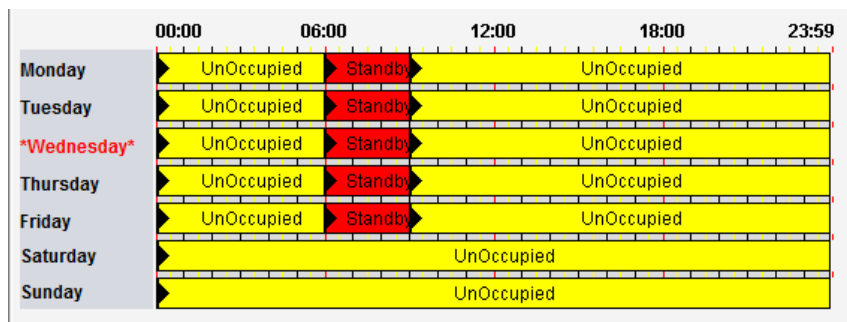 00:00 06:00 12:00 18:00 23:59
Monday UnOccupied Standby UnOccupied
Tuesday UnOccupied Standby UnOccupied
*Wednesday* UnOccupied Standby UnOccupied
Thursday UnOccupied Standby UnOccupied
Friday UnOccupied Standby UnOccupied
Saturday UnOccupied
Sunday UnOccupied